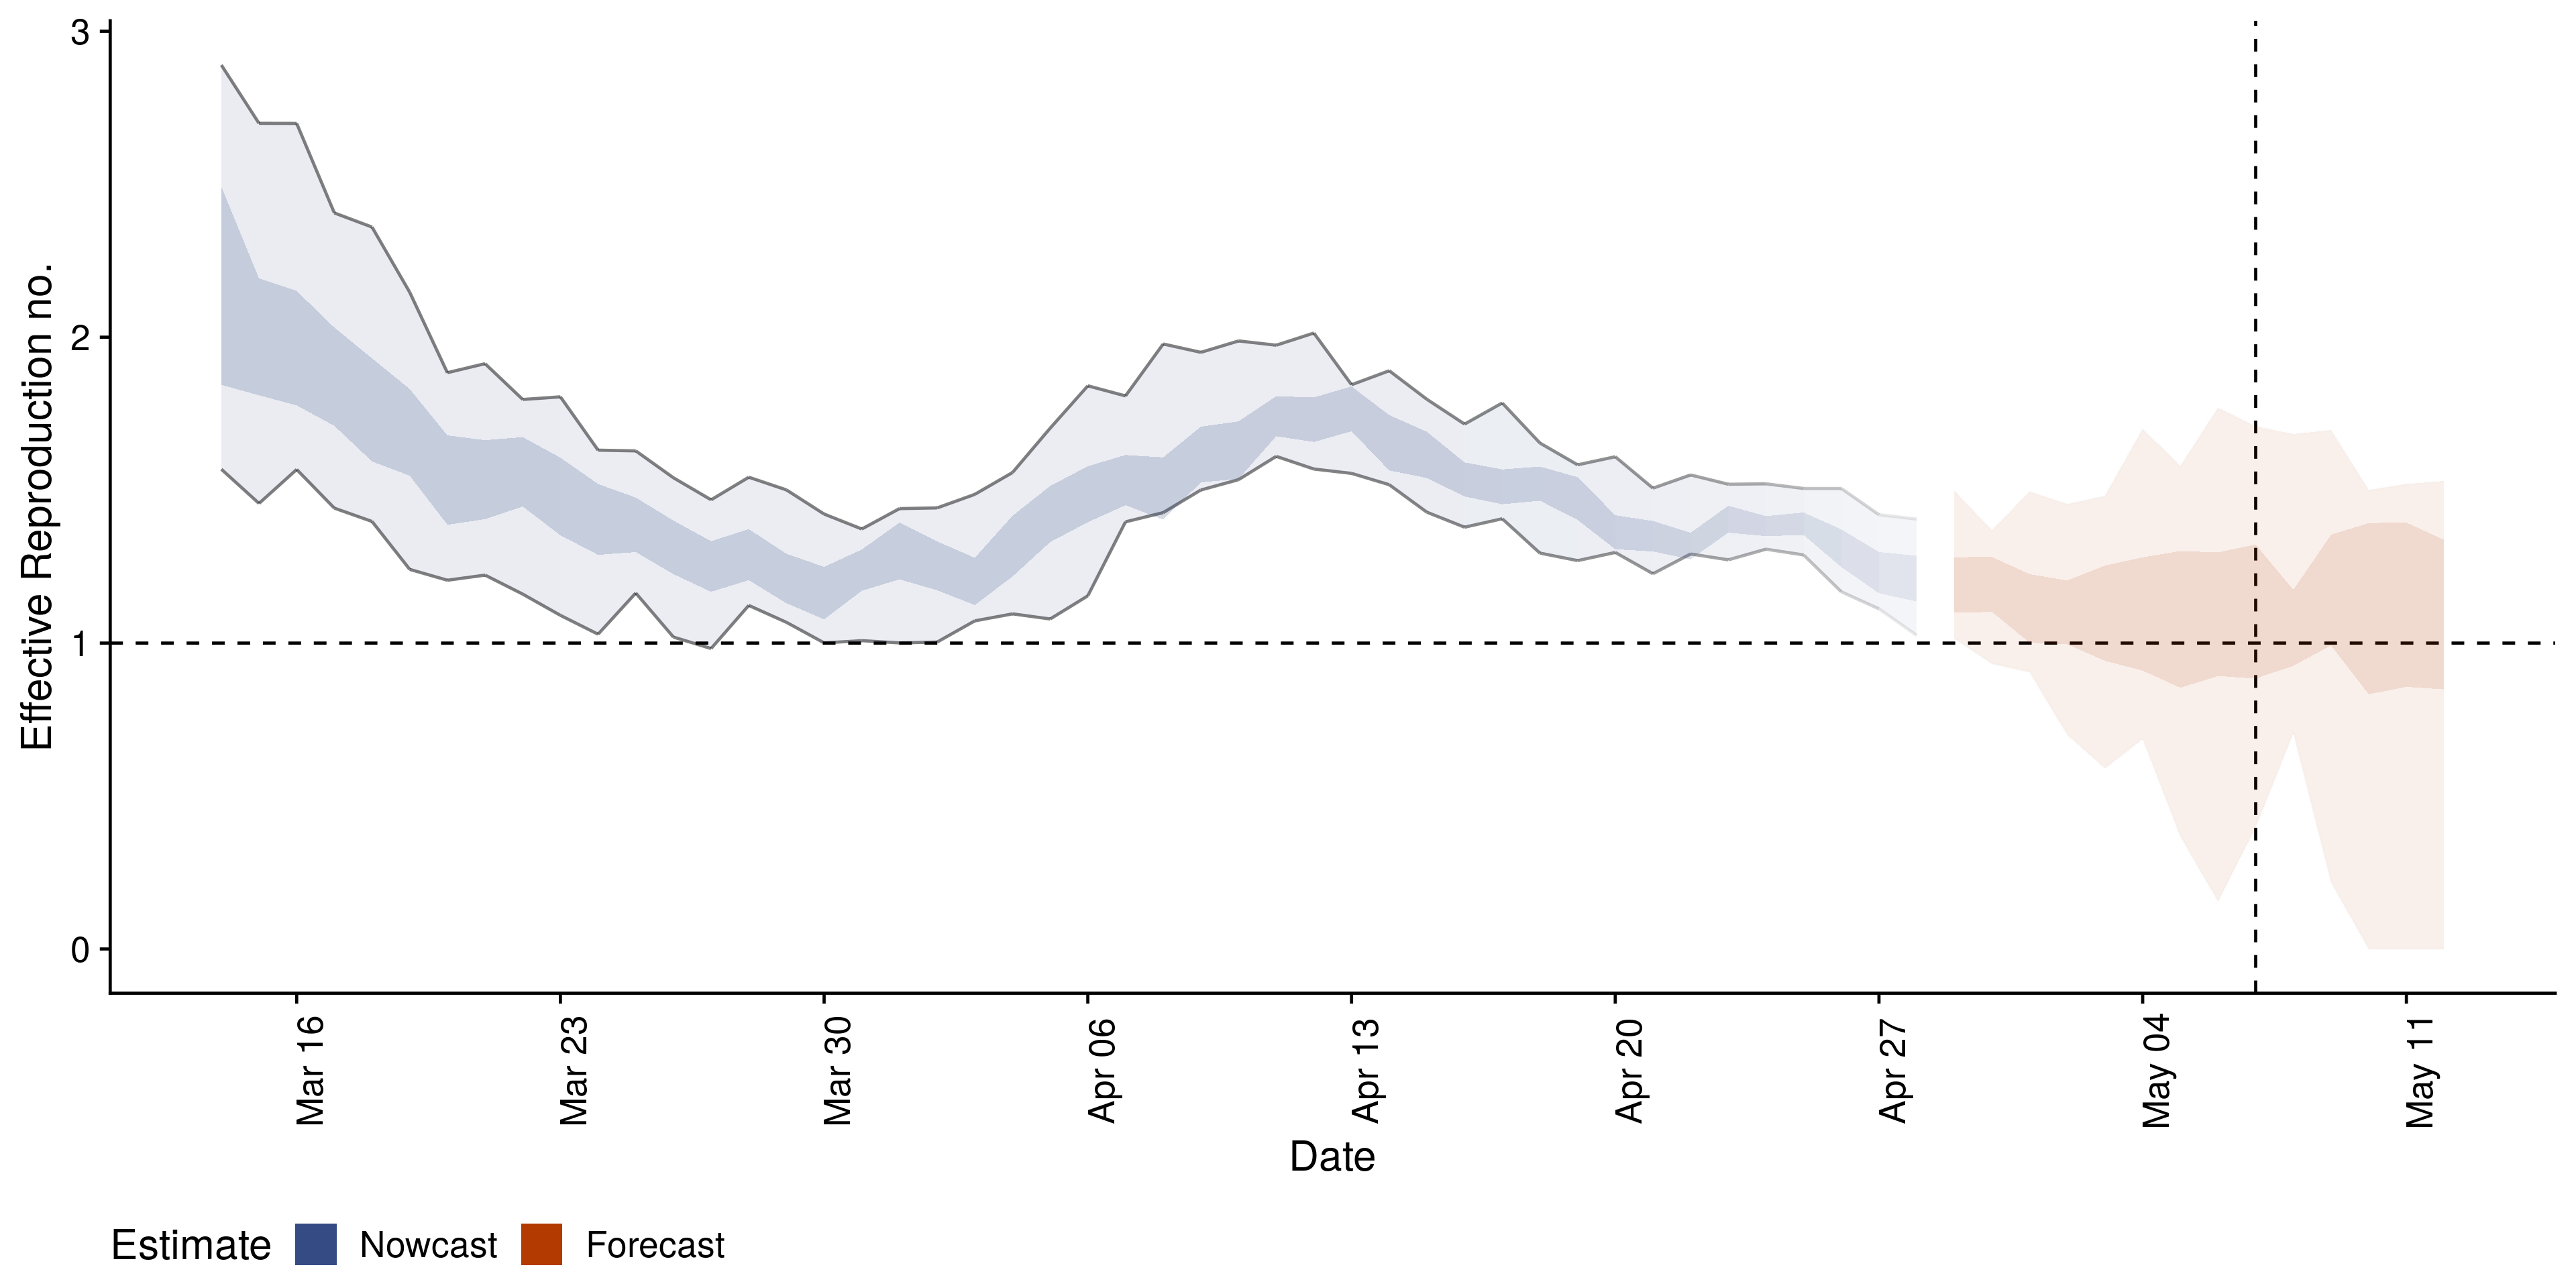 Effective Reproduction no.
3
2
1
0
Mar 16
Mar 23
Mar 30
Apr 06
Apr 13
Apr 20
Apr 27
May 04
May 11
Date
Estimate Nowcast Forecast